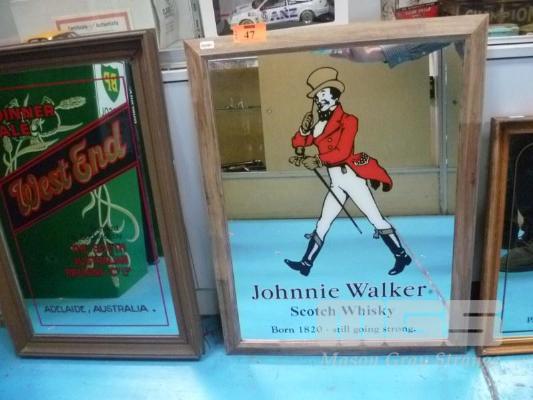 47
DINNER
ALE
West End
ADELAIDE, AUSTRALIA.
Johnnie Walker
Scotch Whisky
Born 1820 - still going strong.
MGS
Mason Gray Strange